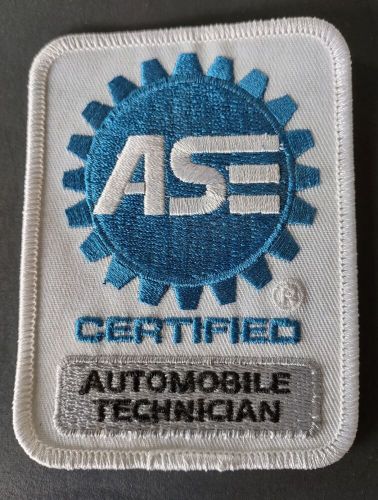 ASE
®
CERTIFIED
AUTOMOBILE
TECHNICIAN